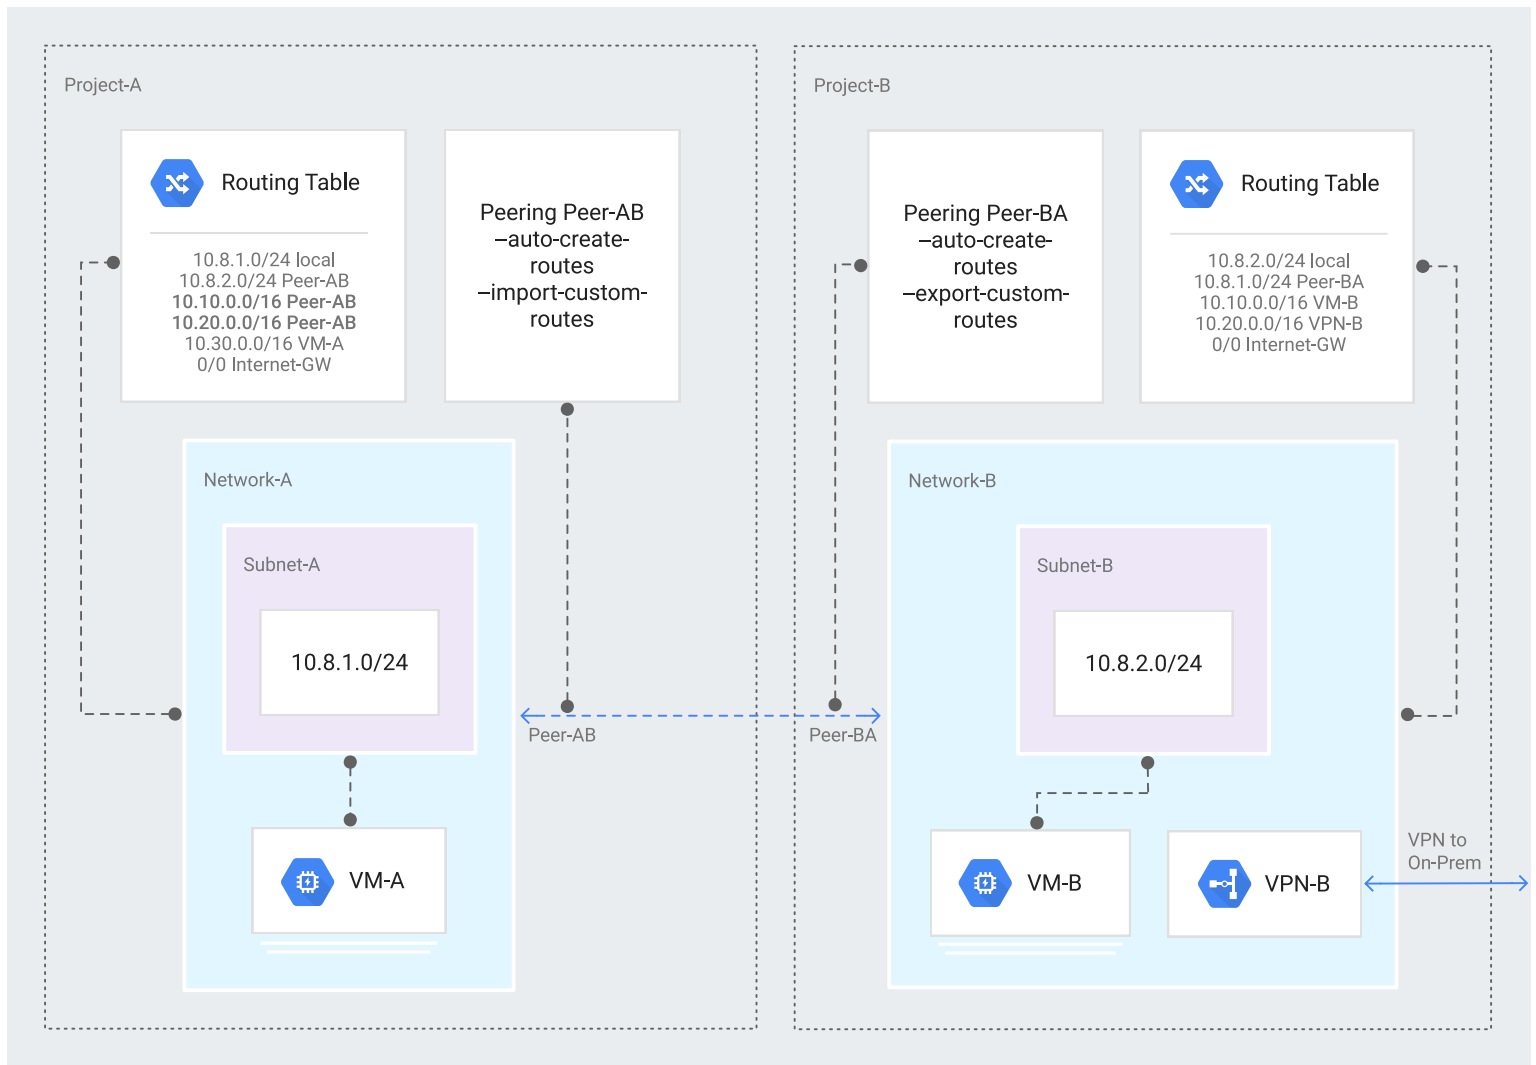 Project-A
Routing Table
10.8.1.0/24 local
10.8.2.0/24 Peer-AB
10.10.0.0/16 Peer-AB
10.20.0.0/16 Peer-AB
10.30.0.0/16 VM-A
0/0 Internet-GW
Peering Peer-AB
–auto-create-
routes
–import-custom-
routes
Network-A
Subnet-A
10.8.1.0/24
VM-A
Peer-AB
Peer-BA
Project-B
Peering Peer-BA
–auto-create-
routes
–export-custom-
routes
Routing Table
10.8.2.0/24 local
10.8.1.0/24 Peer-BA
10.10.0.0/16 VM-B
10.20.0.0/16 VPN-B
0/0 Internet-GW
Network-B
Subnet-B
10.8.2.0/24
VM-B
VPN-B
VPN to
On-Prem